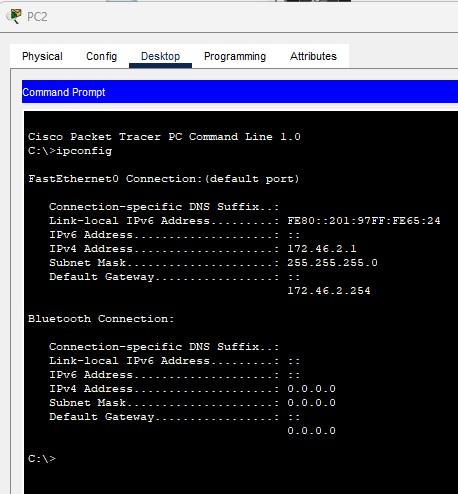 PC2
Physical Config Desktop Programming Attributes
Command Prompt
Cisco Packet Tracer PC Command Line 1.0
C:\>ipconfig
FastEthernet0 Connection:(default port)
Connection-specific DNS Suffix..:
Link-local IPv6 Address.........: FE80::201:97FF:FE65:24
IPv6 Address....................: ::
IPv4 Address....................: 172.46.2.1
Subnet Mask.....................: 255.255.255.0
Default Gateway.................: ::
172.46.2.254
Bluetooth Connection:
Connection-specific DNS Suffix..:
Link-local IPv6 Address.........: ::
IPv6 Address....................: ::
IPv4 Address....................: 0.0.0.0
Subnet Mask.....................: 0.0.0.0
Default Gateway.................: ::
0.0.0.0
C:\>